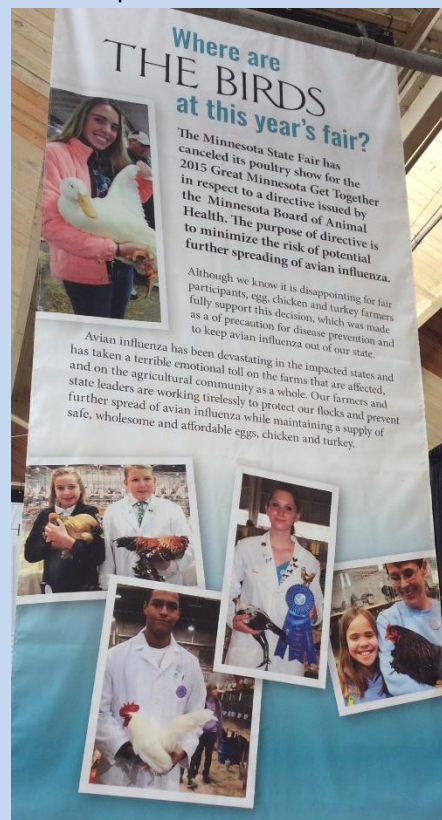 Where are
THE BIRDS
at this year's fair?
The Minnesota State Fair has
canceled its poultry show for the
2015 Great Minnesota Get Together
in respect to a directive issued by
the Minnesota Board of Animal
Health. The purpose of directive is
to minimize the risk of potential
further spreading of avian influenza.
Although we know it is disappointing for fair
participants, egg, chicken and turkey farmers
fully support this decision, which was made
as a of precaution for disease prevention and
to keep avian influenza out of our state.
Avian influenza has been devastating in the impacted states and
has taken a terrible emotional toll on the farms that are affected,
and on the agricultural community as a whole. Our farmers and
state leaders are working tirelessly to protect our flocks and prevent
further spread of avian influenza while maintaining a supply of
safe, wholesome and affordable eggs, chicken and turkey.